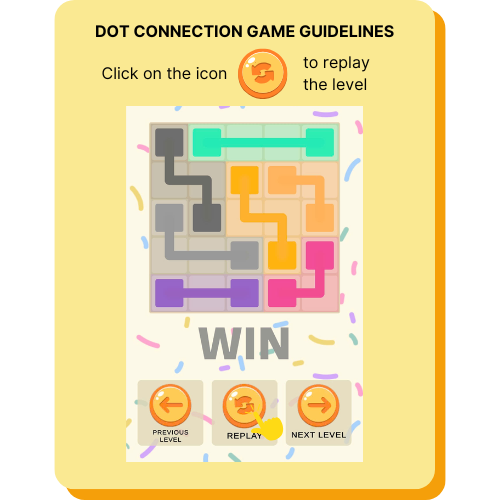 DOT CONNECTION GAME GUIDELINES
Click on the icon
to replay
the level
WIN
PREVIOUS
LEVEL
REPLAY
NEXT LEVEL